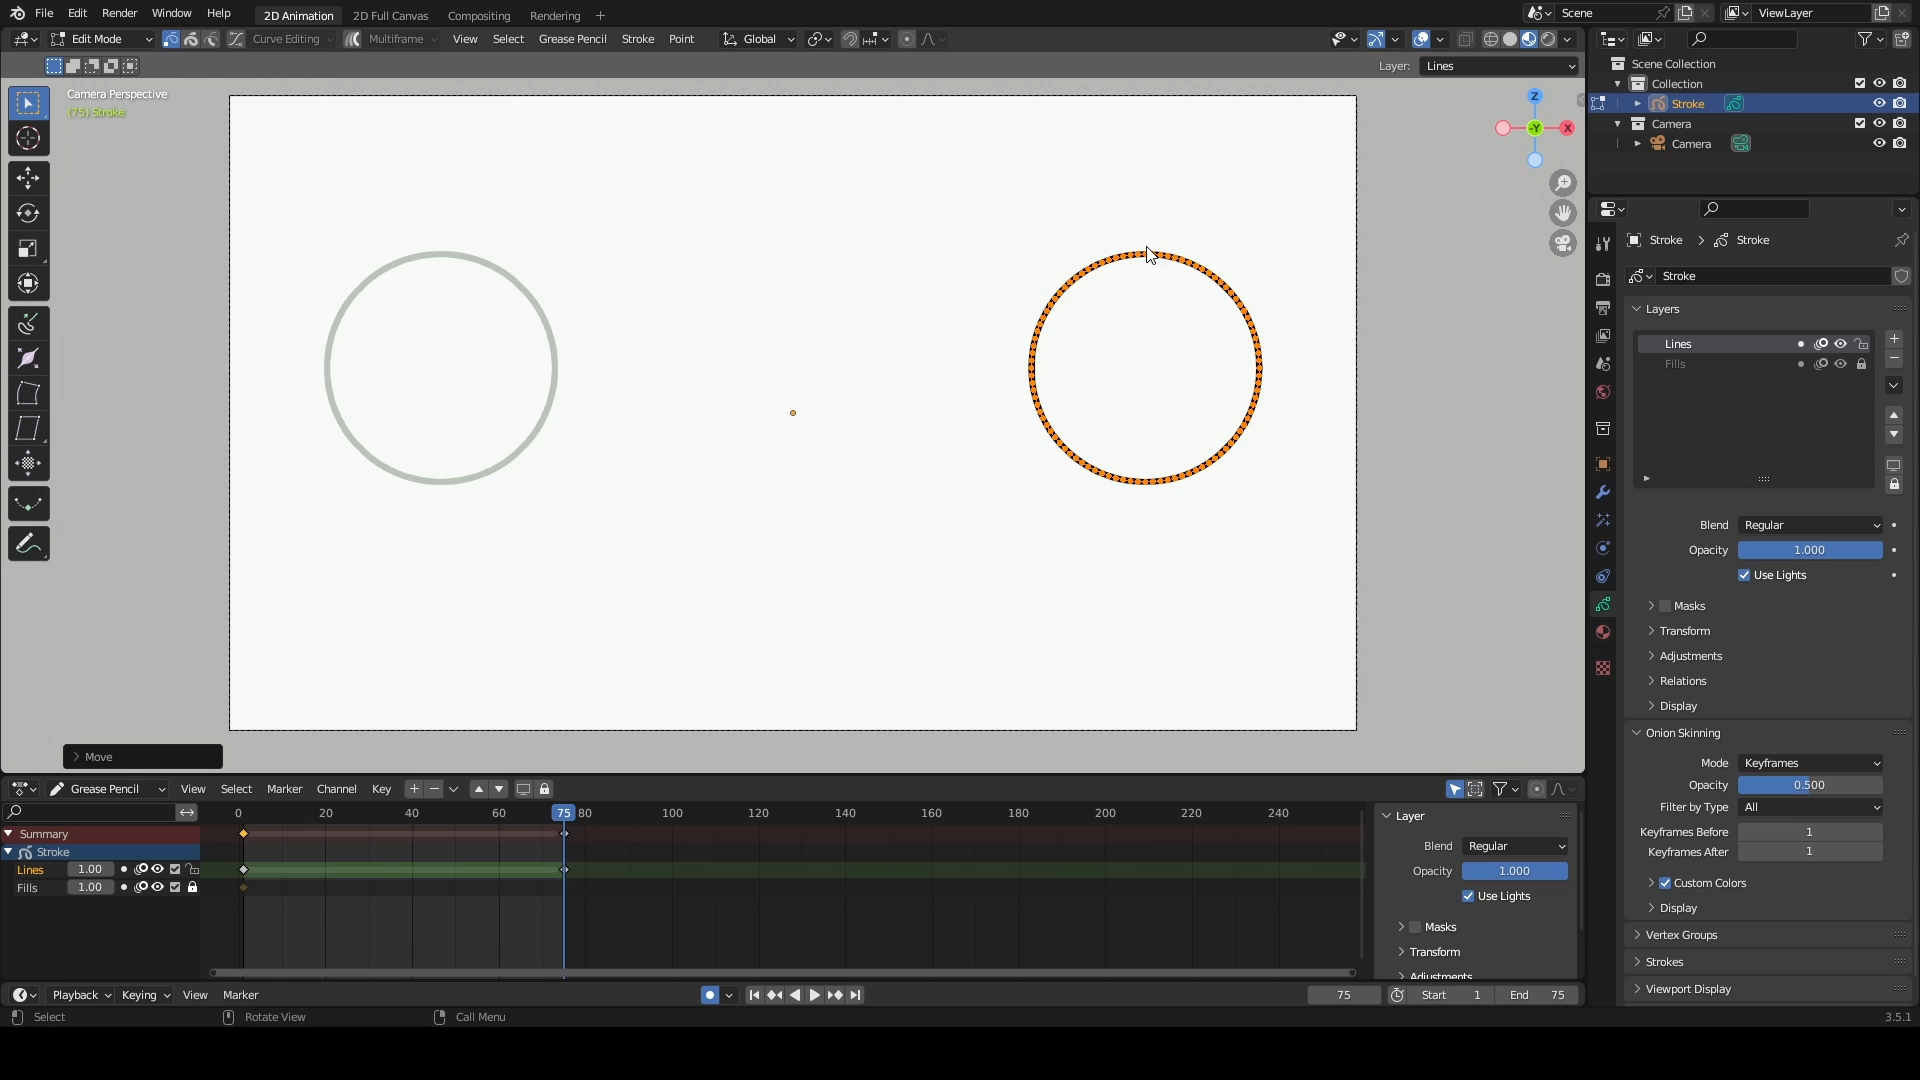 File Edit Render Window Help 2D Animation 2D Full Canvas Compositing Rendering + Scene ViewLayer
Edit Mode Curve Editing Multiframe View Select Grease Pencil Stroke Point Global
Layer: Lines
Camera Perspective
(75) Stroke
Z
-Y
X
Move
Scene Collection
Collection
Stroke
Camera
Camera
Stroke > Stroke
Stroke
Layers
Lines
Fills
Blend Regular
Opacity 1.000
Use Lights
Masks
Transform
Adjustments
Relations
Display
Onion Skinning
Mode Keyframes
Opacity 0.500
Filter by Type All
Keyframes Before 1
Keyframes After 1
Custom Colors
Display
Vertex Groups
Strokes
Viewport Display
Grease Pencil View Select Marker Channel Key
0 20 40 60 75 80 100 120 140 160 180 200 220 240
Summary
Stroke
Lines 1.00
Fills 1.00
Layer
Blend Regular
Opacity 1.000
Use Lights
Masks
Transform
Adjustments
Playback Keying View Marker 75 Start 1 End 75
Select Rotate View Call Menu 3.5.1